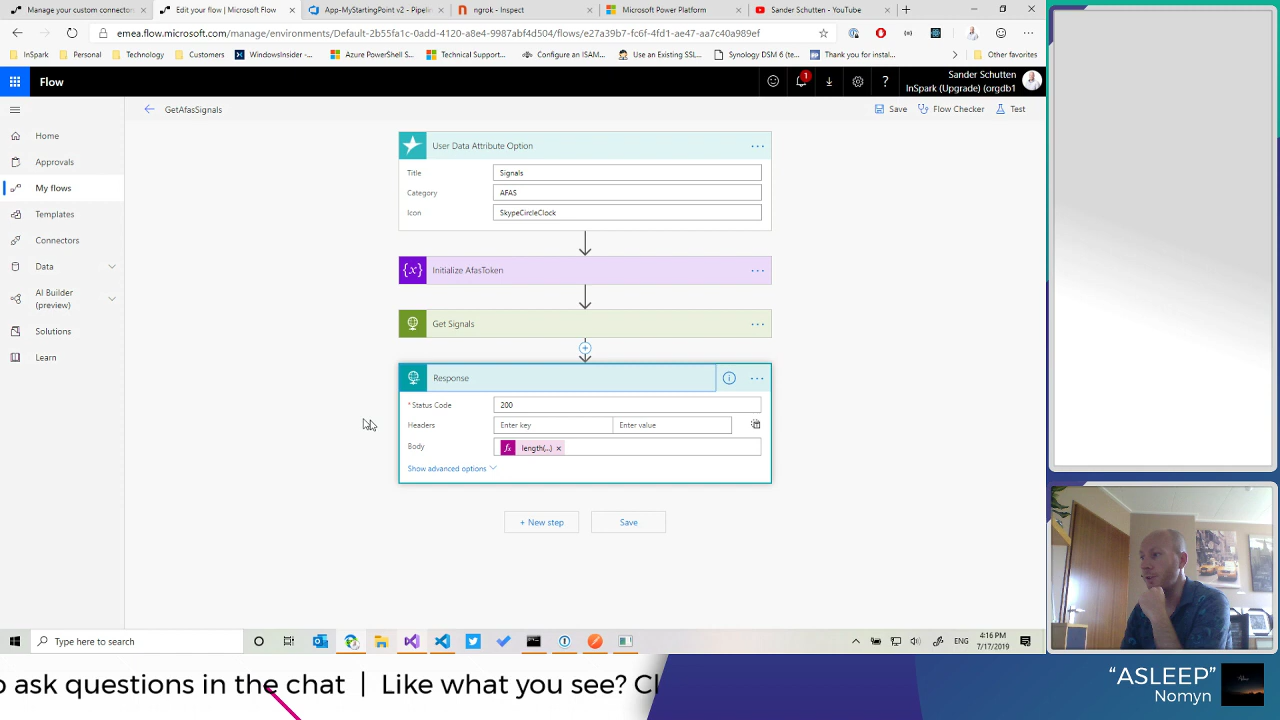 Manage your custom connectors
Edit your flow | Microsoft Flow
App-MyStartingPoint v2 - Pipelin
ngrok - Inspect
Microsoft Power Platform
Sander Schutten - YouTube
emea.flow.microsoft.com/manage/environments/Default-2b55fa1c-0add-4120-a8e4-9987abf4d504/flows/e27a39b7-fc6f-4fd1-ae47-aa7c40a989ef
InSpark
Personal
Technology
Customers
WindowsInsider -...
Azure PowerShell S...
Technical Support...
Configure an ISAM...
Use an Existing SSL...
Synology DSM 6 (te...
Thank you for instal...
Other favorites
Flow
1
Sander Schutten
InSpark (Upgrade) (orgdb1
GetAfasSignals
Save
Flow Checker
Test
Home
Approvals
My flows
Templates
Connectors
Data
AI Builder
(preview)
Solutions
Learn
User Data Attribute Option
Title
Signals
Category
AFAS
Icon
SkypeCircleClock
{x}
Initialize AfasToken
Get Signals
Response
* Status Code
200
Headers
Enter key
Enter value
Body
fx length(...) ×
Show advanced options
+ New step
Save
Type here to search
ENG
4:16 PM
7/17/2019
o ask questions in the chat | Like what you see? Cl
"ASLEEP"
Nomyn